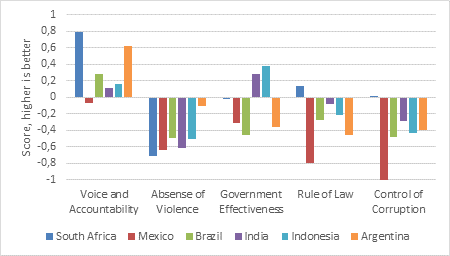 Score, higher is better
1
0,8
0,6
0,4
0,2
0
-0,2
-0,4
-0,6
-0,8
-1
Voice and
Accountability
Absense of
Violence
Government
Effectiveness
Rule of Law
Control of
Corruption
South Africa
Mexico
Brazil
India
Indonesia
Argentina